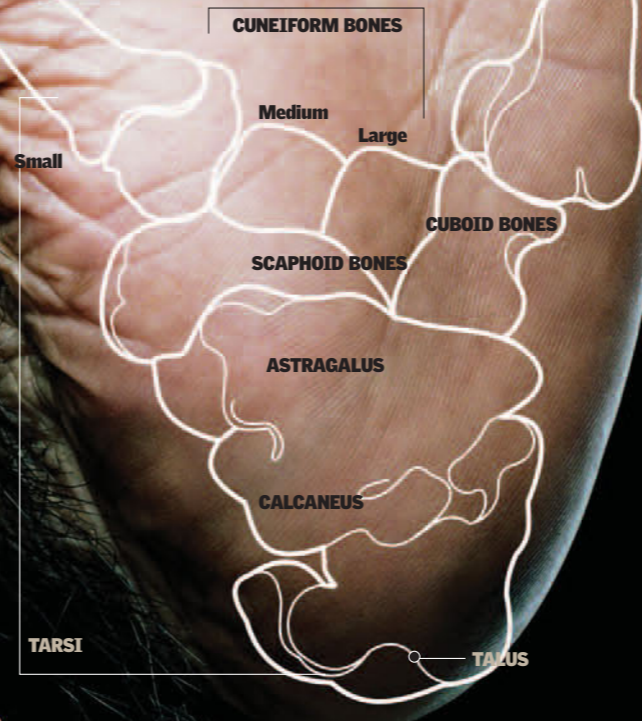 CUNEIFORM BONES
Medium
Large
Small
CUBOID BONES
SCAPHOID BONES
ASTRAGALUS
CALCANEUS
TARSI
TALUS